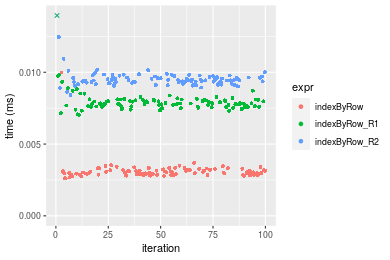 0.010
0.005
0.000
time (ms)
0
25
50
75
100
iteration
expr
indexByRow
indexByRow_R1
indexByRow_R2